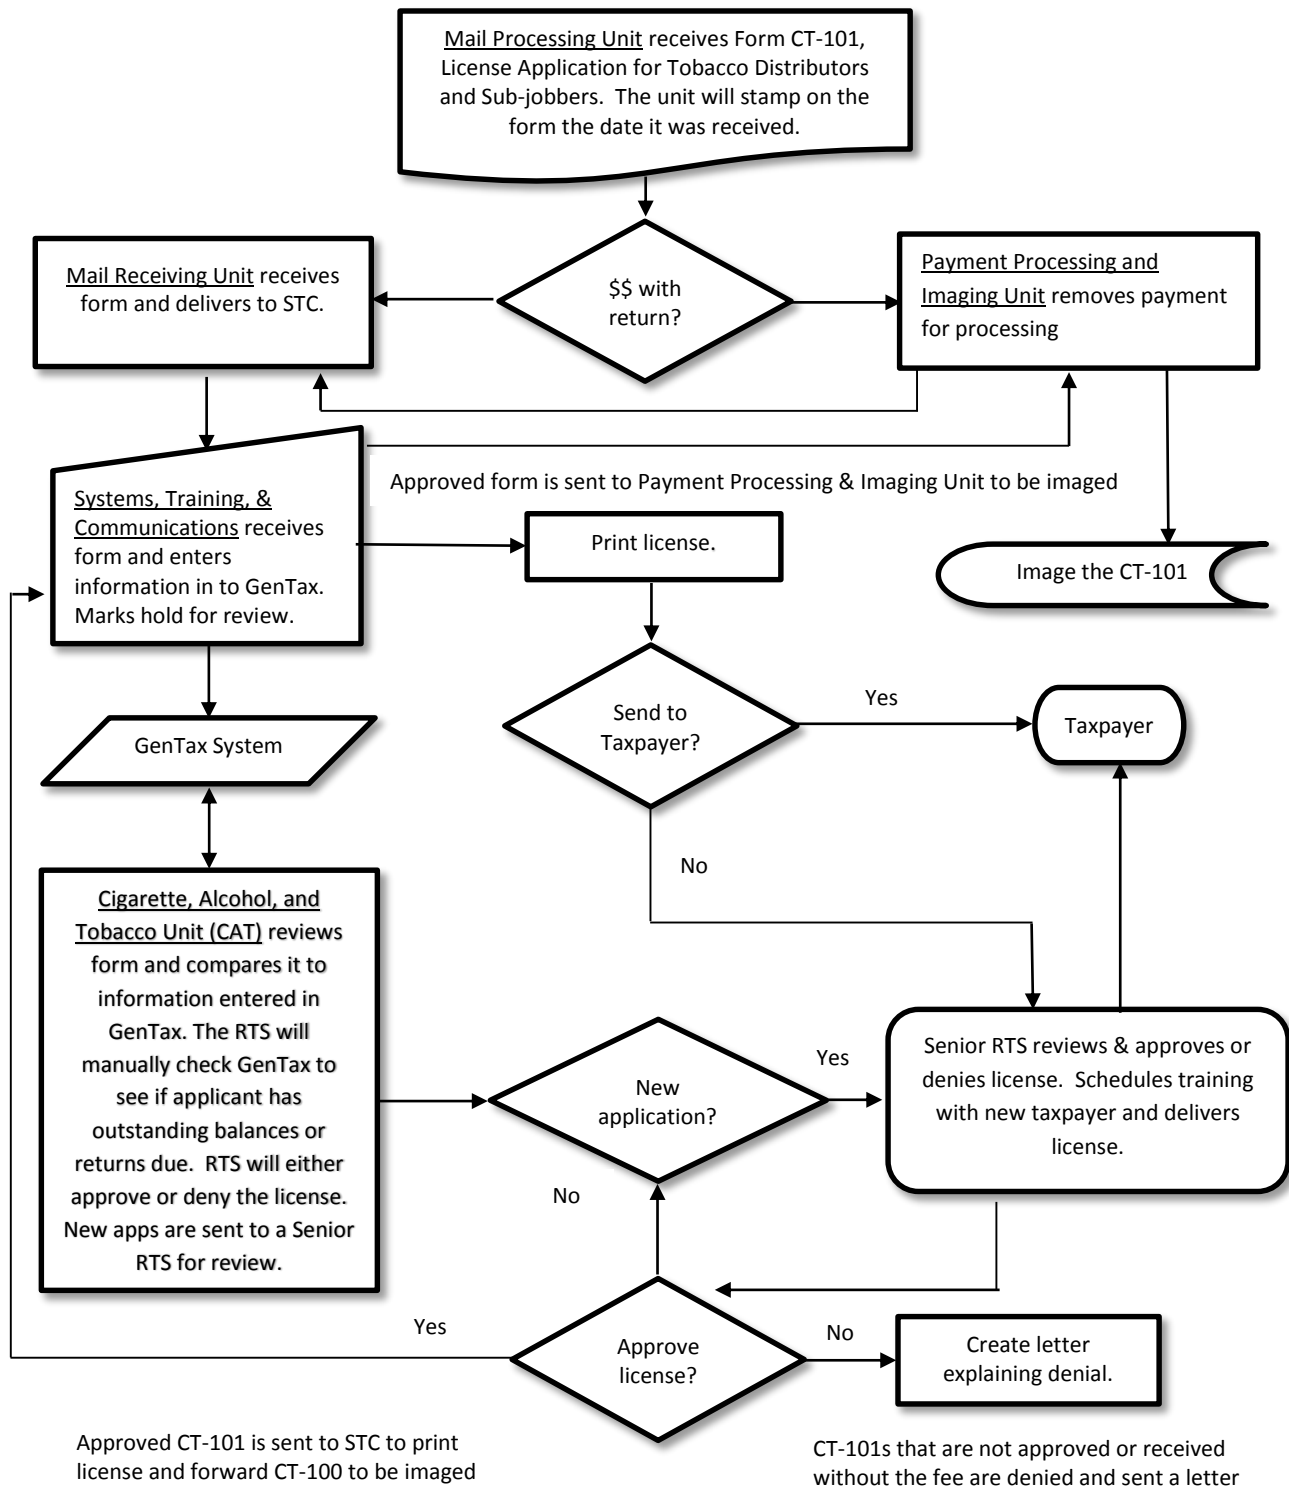 Mail Processing Unit receives Form CT-101,
License Application for Tobacco Distributors
and Sub-jobbers.  The unit will stamp on the
form the date it was received.
Mail Receiving Unit receives
form and delivers to STC.
$$ with
return?
Payment Processing and
Imaging Unit removes payment
for processing
Approved form is sent to Payment Processing & Imaging Unit to be imaged
Systems, Training, &
Communications receives
form and enters
information in to GenTax.
Marks hold for review.
Print license.
Image the CT-101
Send to
Taxpayer?
Yes
Taxpayer
GenTax System
No
Cigarette, Alcohol, and
Tobacco Unit (CAT) reviews
form and compares it to
information entered in
GenTax. The RTS will
manually check GenTax to
see if applicant has
outstanding balances or
returns due.  RTS will either
approve or deny the license.
New apps are sent to a Senior
RTS for review.
New
application?
Yes
Senior RTS reviews & approves or
denies license.  Schedules training
with new taxpayer and delivers
license.
No
Yes
Approve
license?
No
Create letter
explaining denial.
Approved CT-101 is sent to STC to print
license and forward CT-100 to be imaged
CT-101s that are not approved or received
without the fee are denied and sent a letter